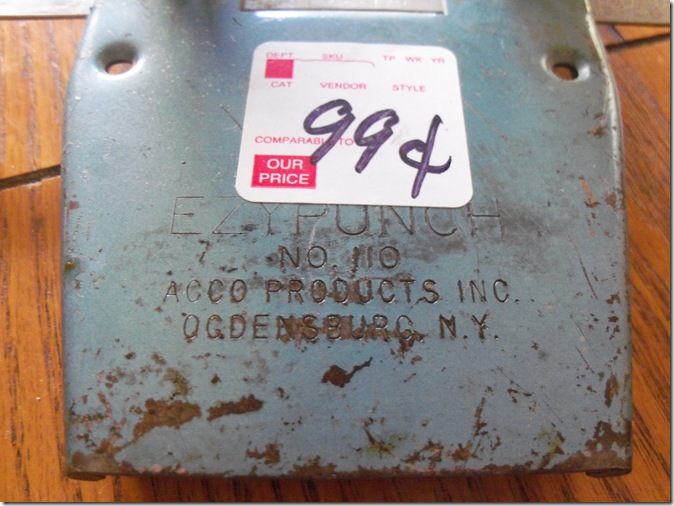 DEPT SKU TP WK YR
CAT VENDOR STYLE
99¢
COMPARABLE TO
OUR
PRICE
EZYPUNCH
NO. 110
ACCO PRODUCTS INC.
OGDENSBURG, N.Y.